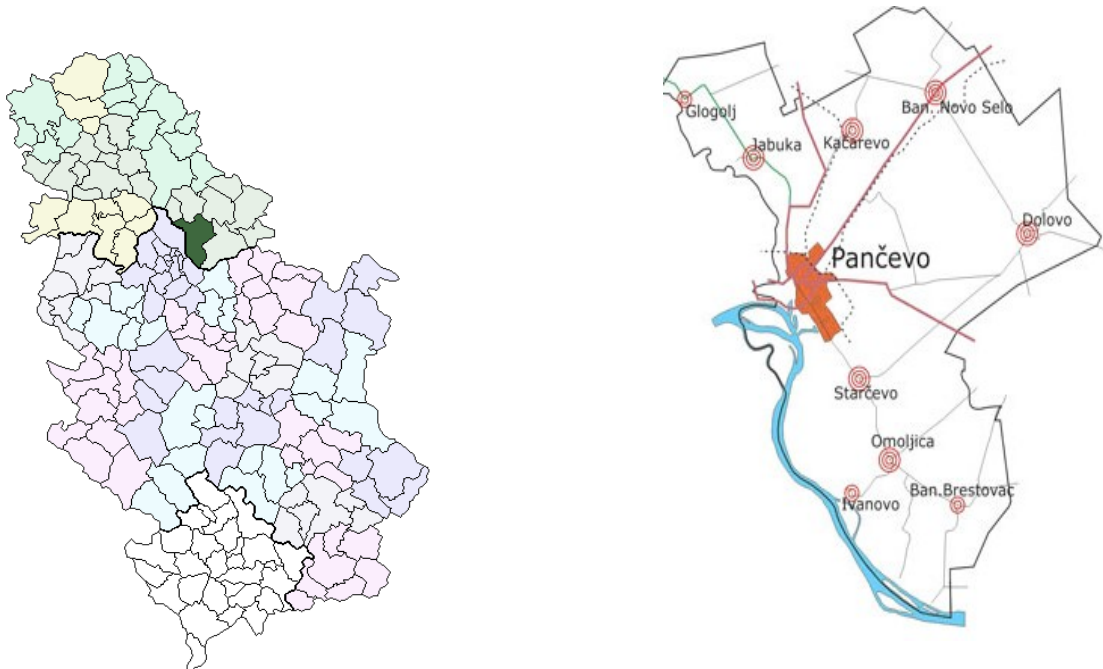 Glogolj
Ban. Novo Selo
Kačarevo
Jabuka
Dolovo
Pančevo
Starčevo
Omoljica
Ivanovo
Ban.Brestovac